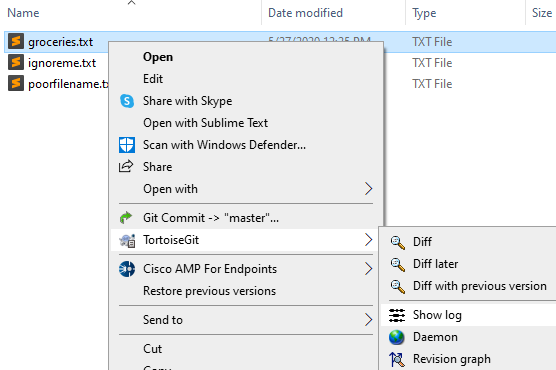 Name Date modified Type Size
groceries.txt 5/27/2020 12:25 PM TXT File
ignoreme.txt TXT File
poorfilename.tx TXT File
Open
Edit
Share with Skype
Open with Sublime Text
Scan with Windows Defender...
Share
Open with
Git Commit -> "master"...
TortoiseGit
Cisco AMP For Endpoints
Restore previous versions
Send to
Cut
Diff
Diff later
Diff with previous version
Show log
Daemon
Revision graph